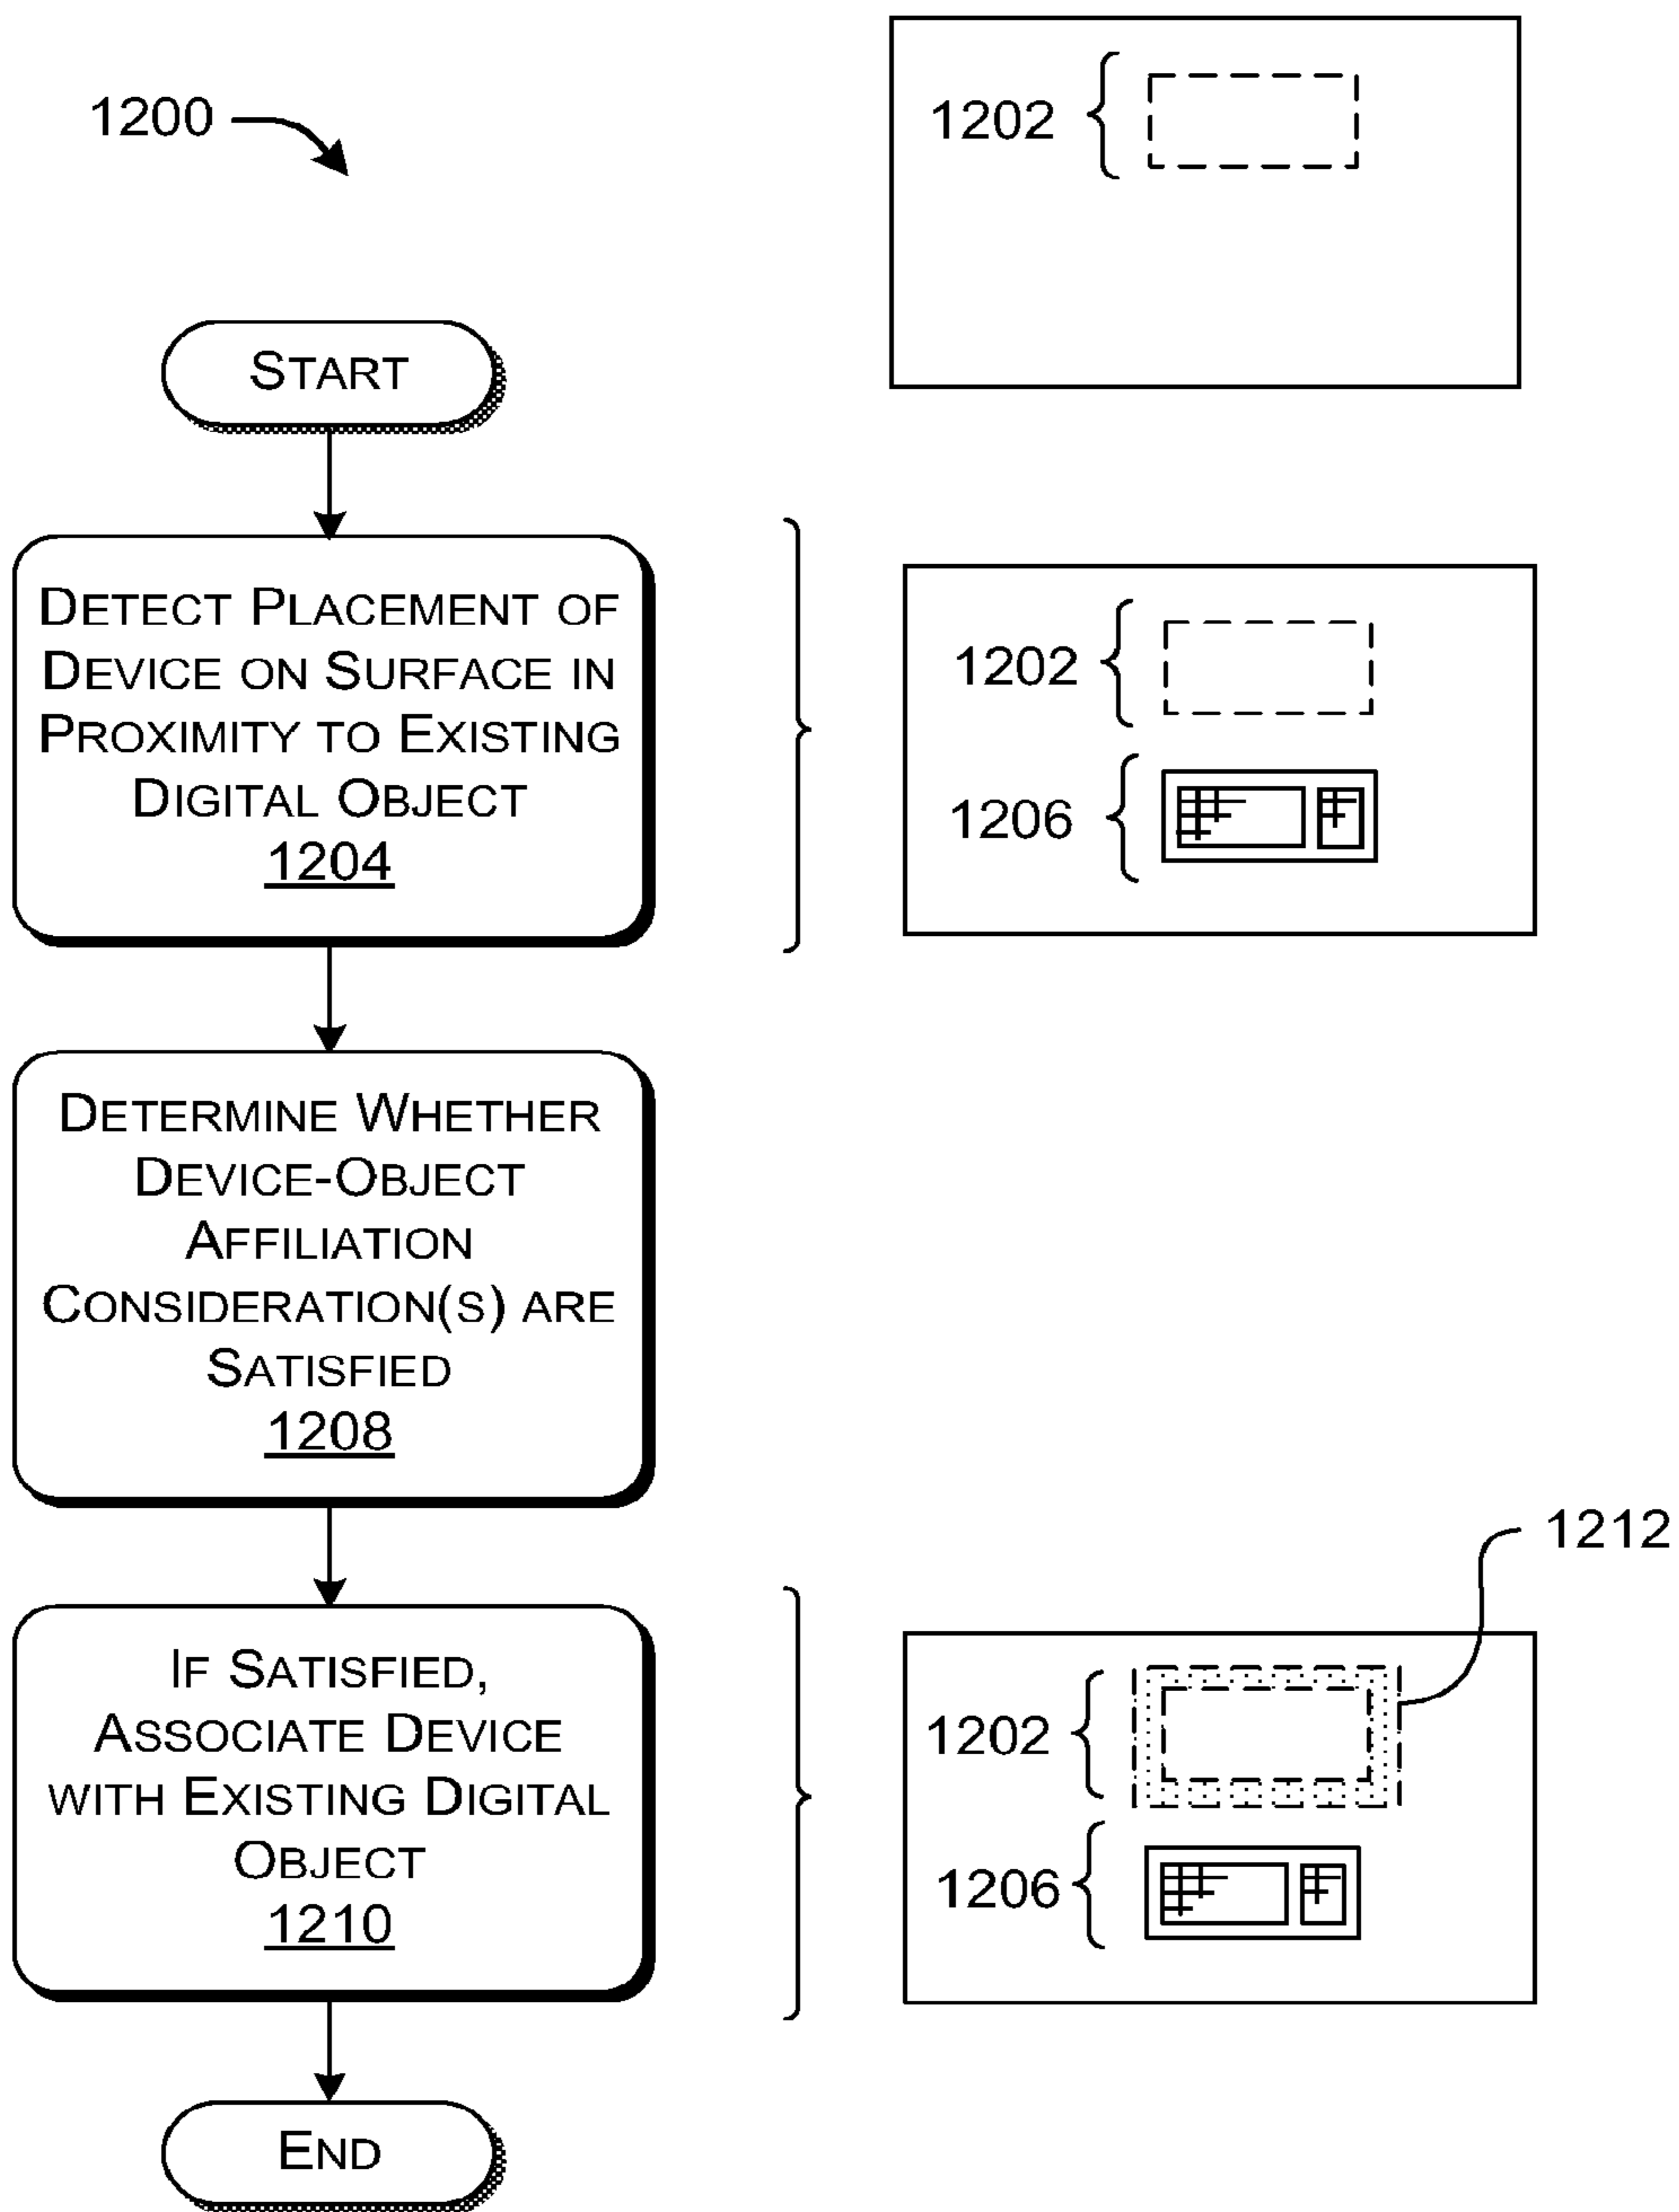 1200
1202
START
DETECT PLACEMENT OF
DEVICE ON SURFACE IN
PROXIMITY TO EXISTING
DIGITAL OBJECT
1204
1202
1206
DETERMINE WHETHER
DEVICE-OBJECT
AFFILIATION
CONSIDERATION(S) ARE
SATISFIED
1208
IF SATISFIED,
ASSOCIATE DEVICE
WITH EXISTING DIGITAL
OBJECT
1210
1212
1202
1206
END